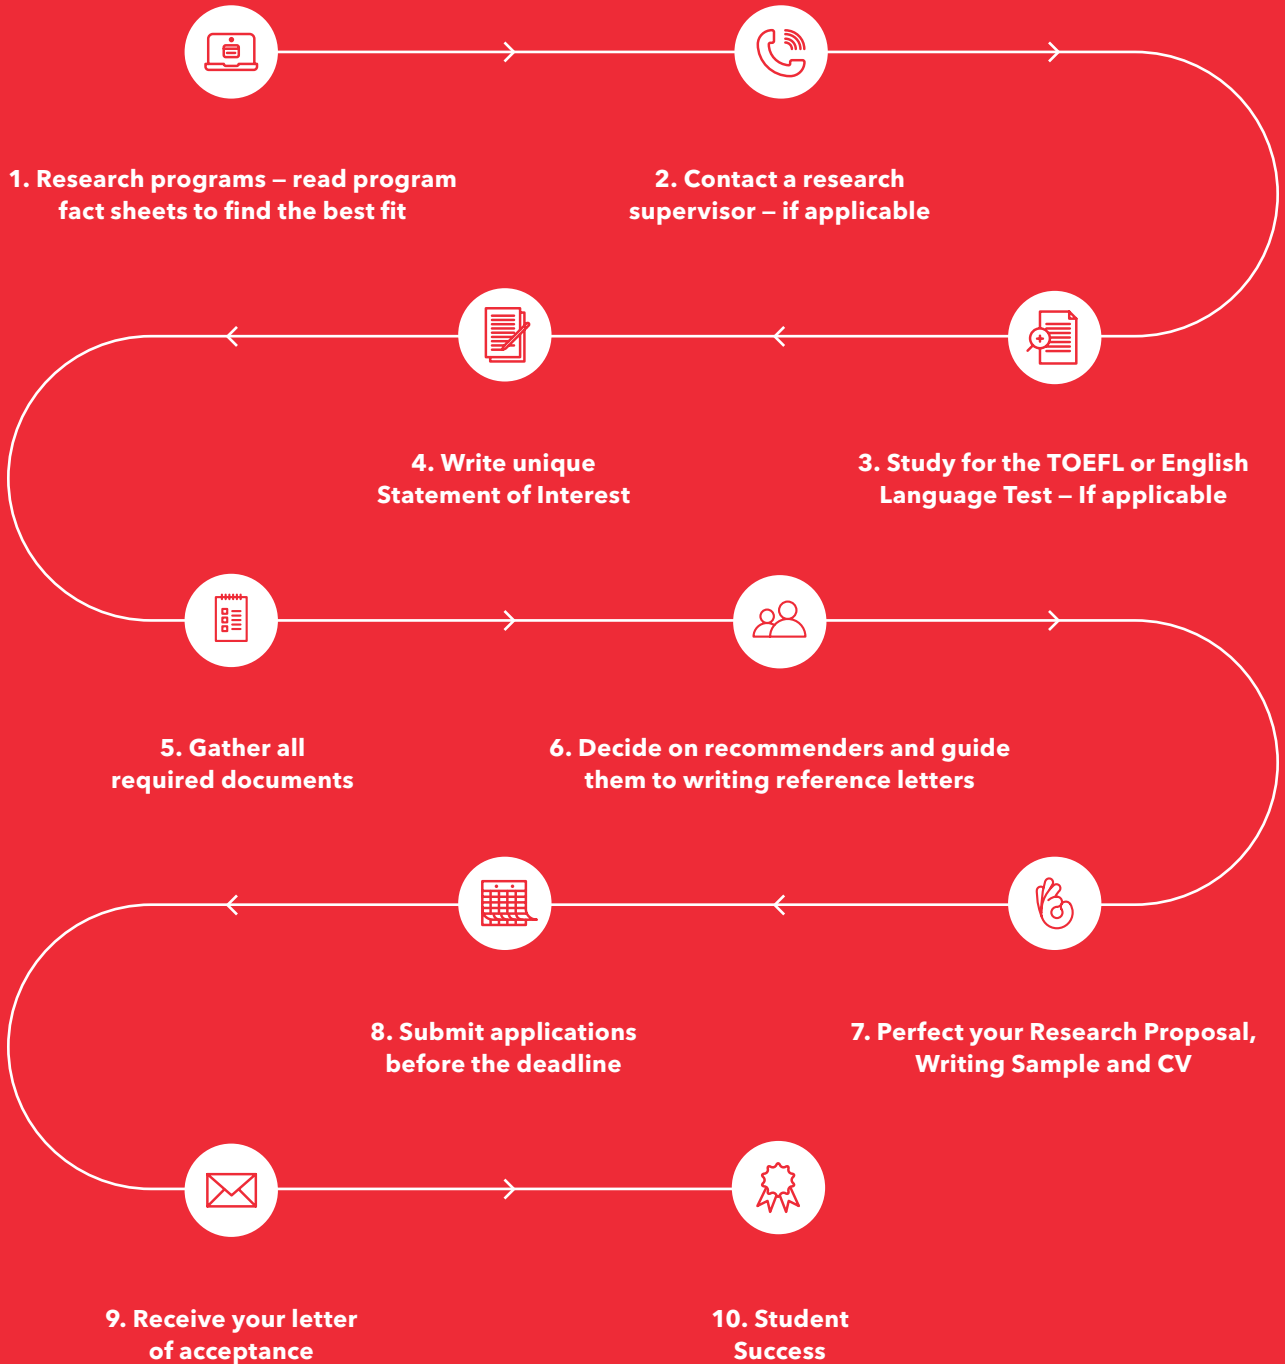 1. Research programs – read program
fact sheets to find the best fit
2. Contact a research
supervisor – if applicable
3. Study for the TOEFL or English
Language Test – If applicable
4. Write unique
Statement of Interest
5. Gather all
required documents
6. Decide on recommenders and guide
them to writing reference letters
7. Perfect your Research Proposal,
Writing Sample and CV
8. Submit applications
before the deadline
9. Receive your letter
of acceptance
10. Student
Success